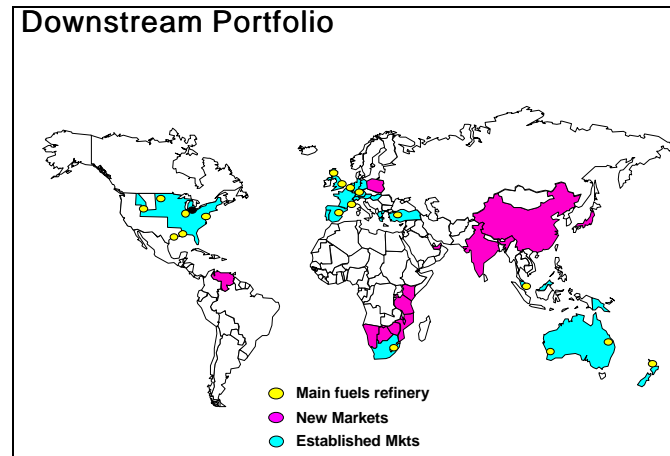 Downstream Portfolio
Main fuels refinery
New Markets
Established Mkts